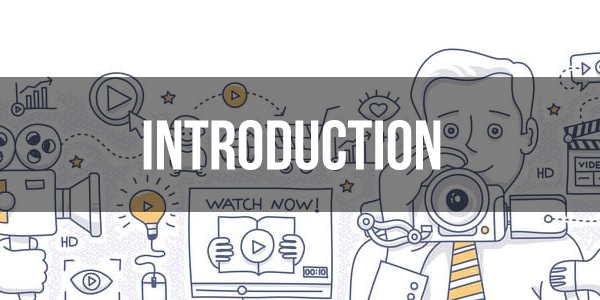 INTRODUCTION
WATCH NOW!
HD
VIDE
HD
00:10